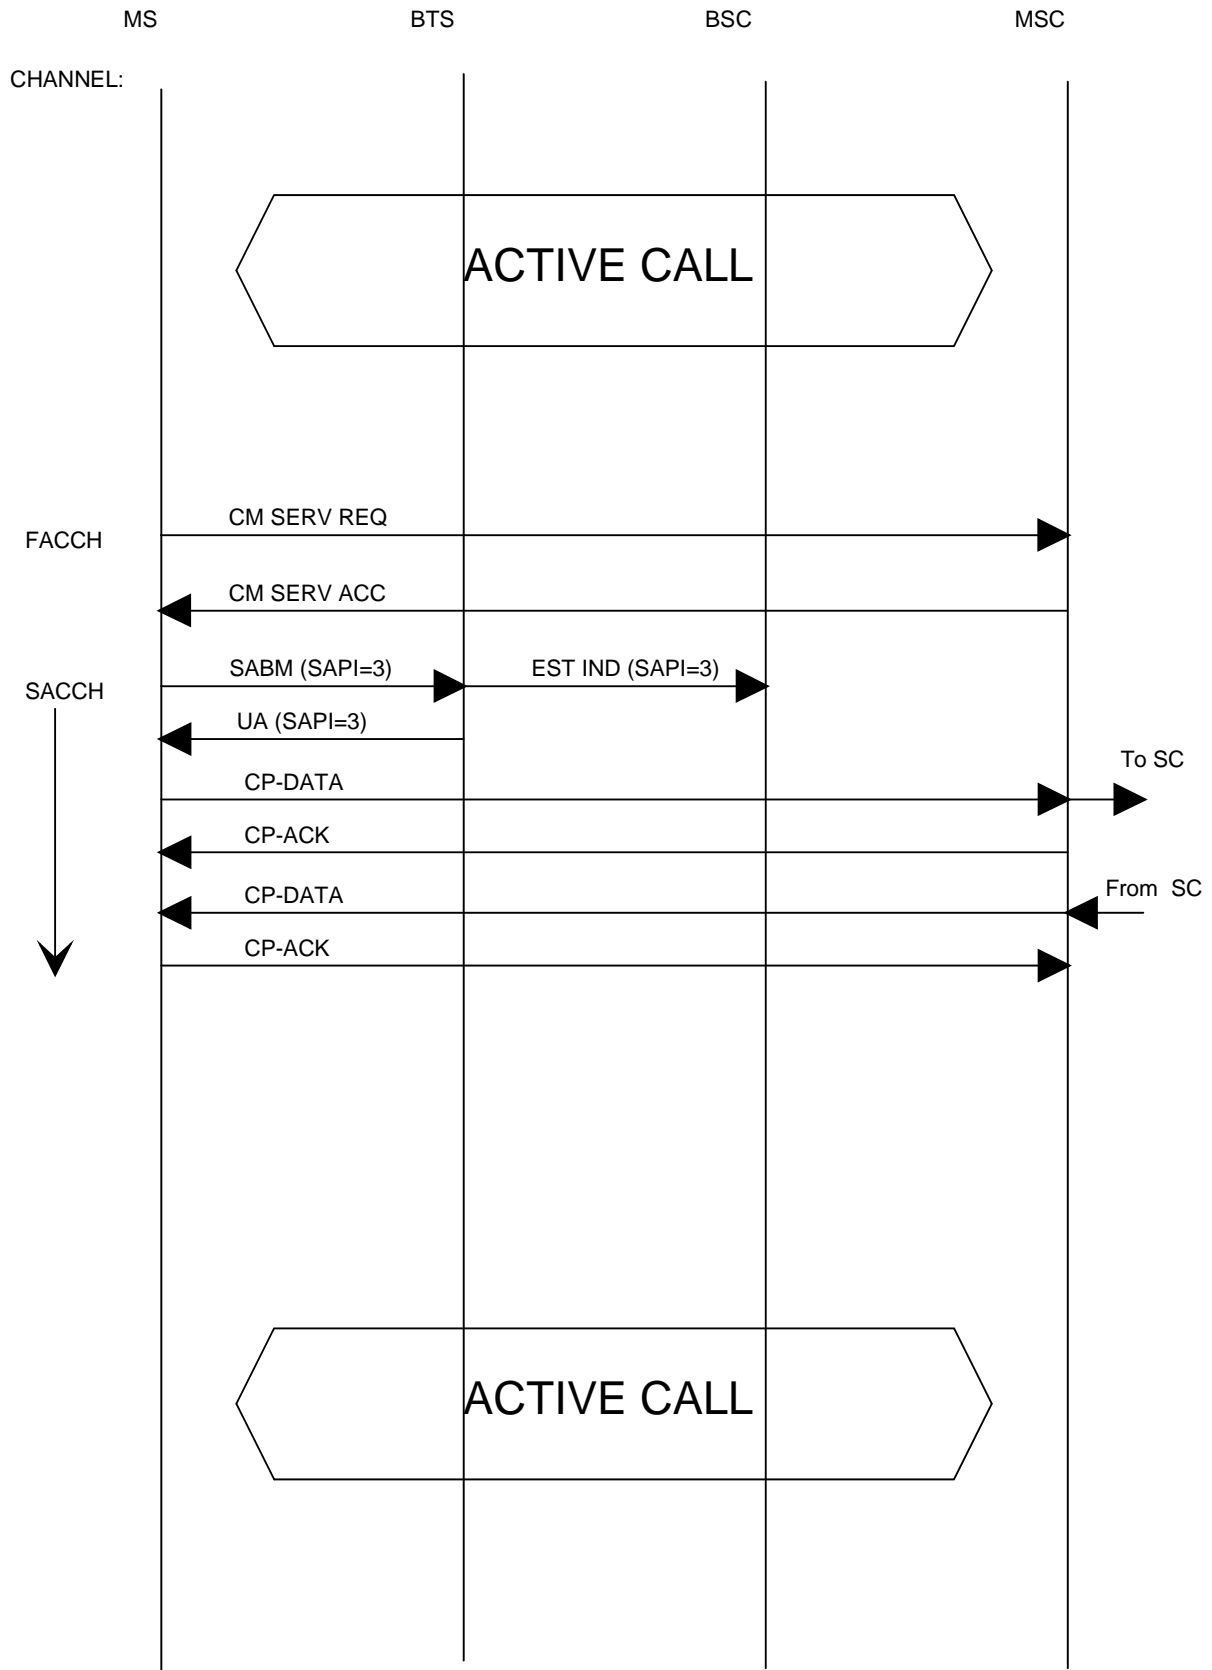 MS BTS BSC MSC
CHANNEL:
ACTIVE CALL
CM SERV REQ
FACCH
CM SERV ACC
SABM (SAPI=3) EST IND (SAPI=3)
SACCH
UA (SAPI=3)
To SC
CP-DATA
CP-ACK
CP-DATA From SC
CP-ACK
ACTIVE CALL